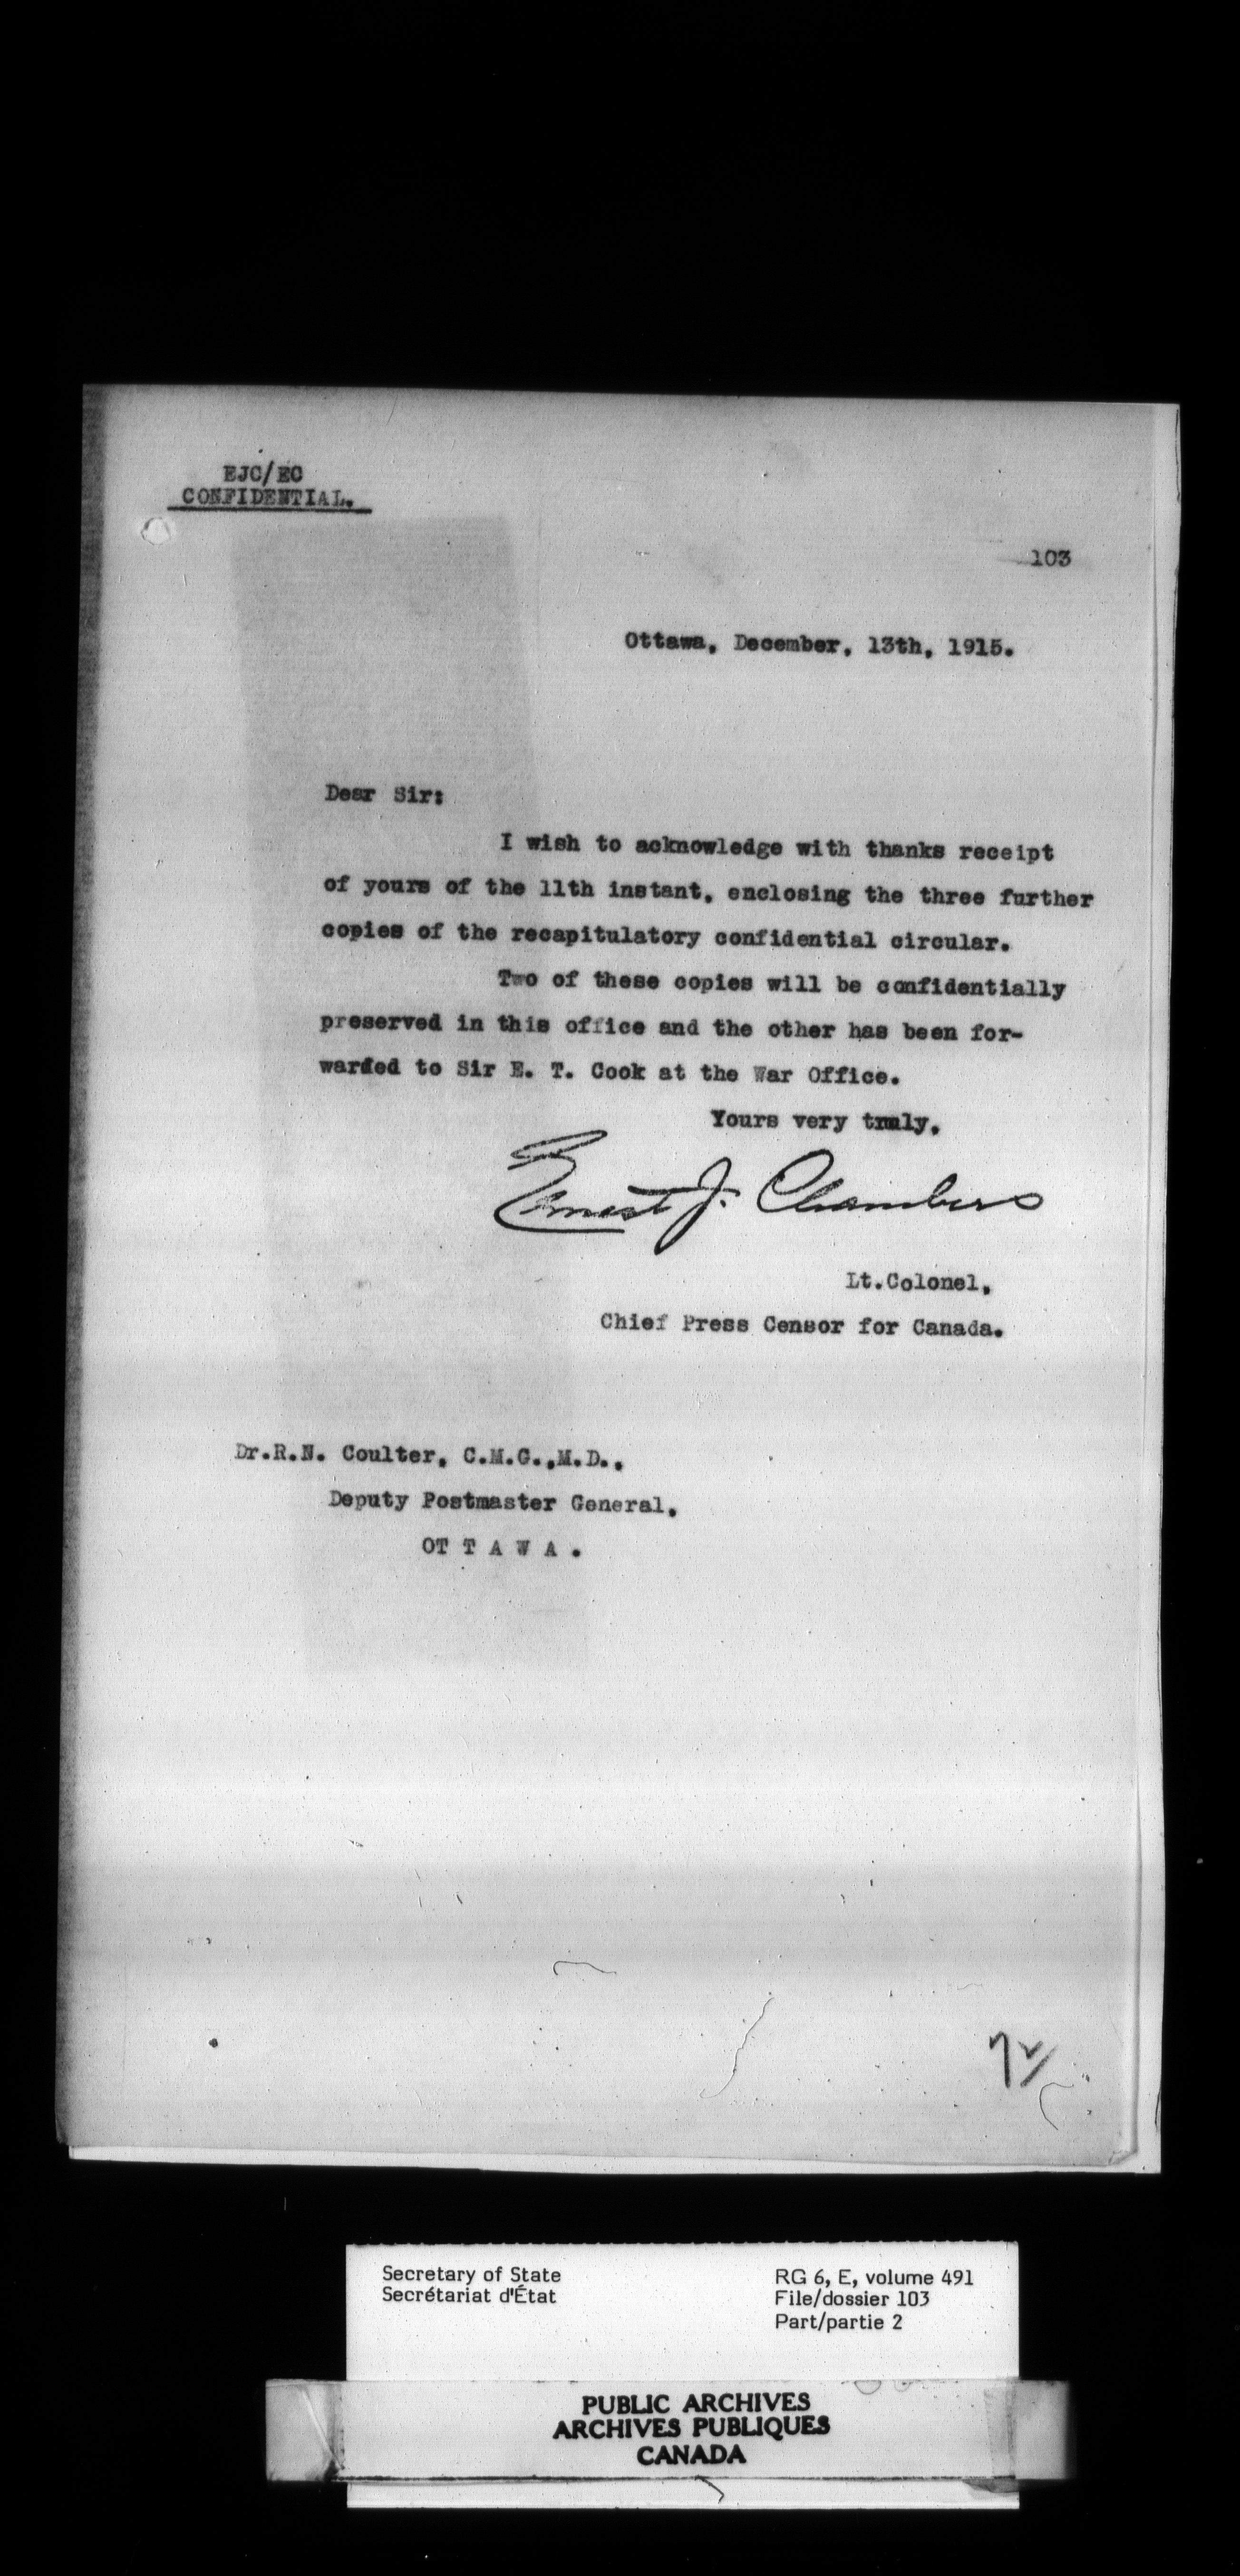 EJC/EC
CONFIDENTIAL.
103
Ottawa, December, 13th, 1915.
Dear Sir:
I wish to acknowledge with thanks receipt
of yours of the 11th instant, enclosing the three further
copies of the recapitulatory confidential circular.
Two of these copies will be confidentially
preserved in this office and the other has been for-
warded to Sir E. T. Cook at the War Office.
Yours very truly,
Ernest J. Chambers
Lt.Colonel,
Chief Press Censor for Canada.
Dr.R.N. Coulter, C.M.G.,M.D.,
Deputy Postmaster General,
OT T A W A .
Secretary of State
Secrétariat d'État
RG 6, E, volume 491
File/dossier 103
Part/partie 2
PUBLIC ARCHIVES
ARCHIVES PUBLIQUES
CANADA